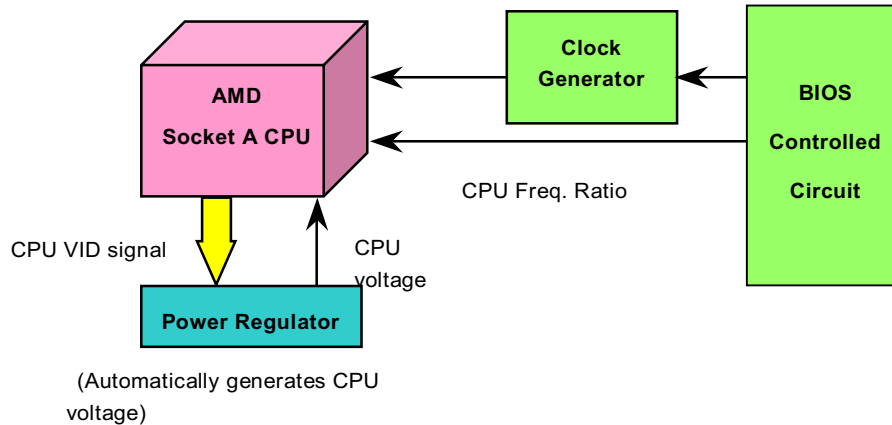 AMD
Socket A CPU
Clock
Generator
BIOS
Controlled
Circuit
CPU Freq. Ratio
CPU VID signal
CPU
voltage
Power Regulator
(Automatically generates CPU
voltage)